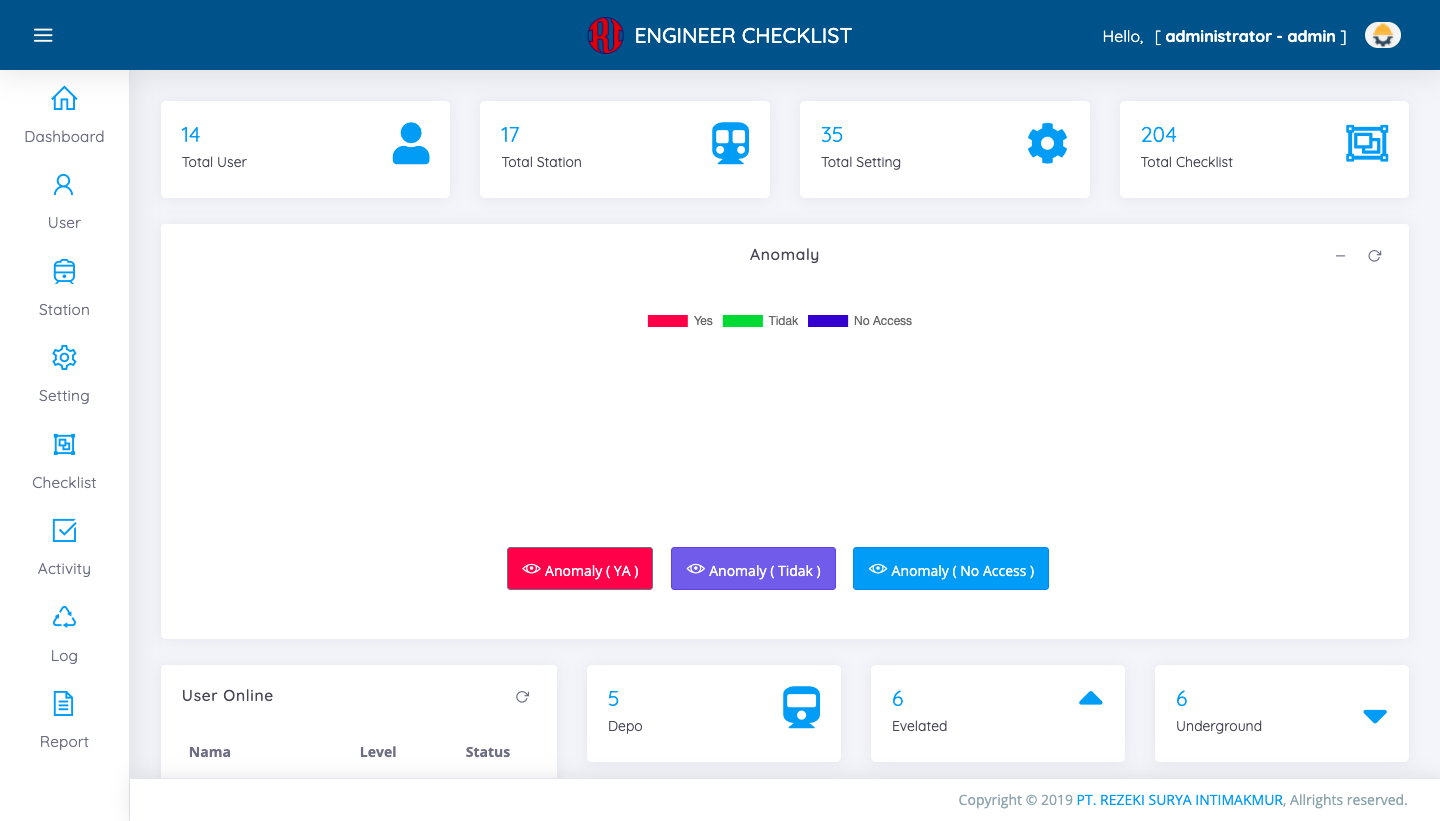 ENGINEER CHECKLIST
Hello, [ administrator - admin ]
Dashboard
User
Station
Setting
Checklist
Activity
Log
Report
14
Total User
17
Total Station
35
Total Setting
204
Total Checklist
Anomaly
Yes Tidak No Access
Anomaly ( YA ) Anomaly ( Tidak ) Anomaly ( No Access )
User Online
Nama Level Status
5
Depo
6
Evelated
6
Underground
Copyright © 2019 PT. REZEKI SURYA INTIMAKMUR, Allrights reserved.